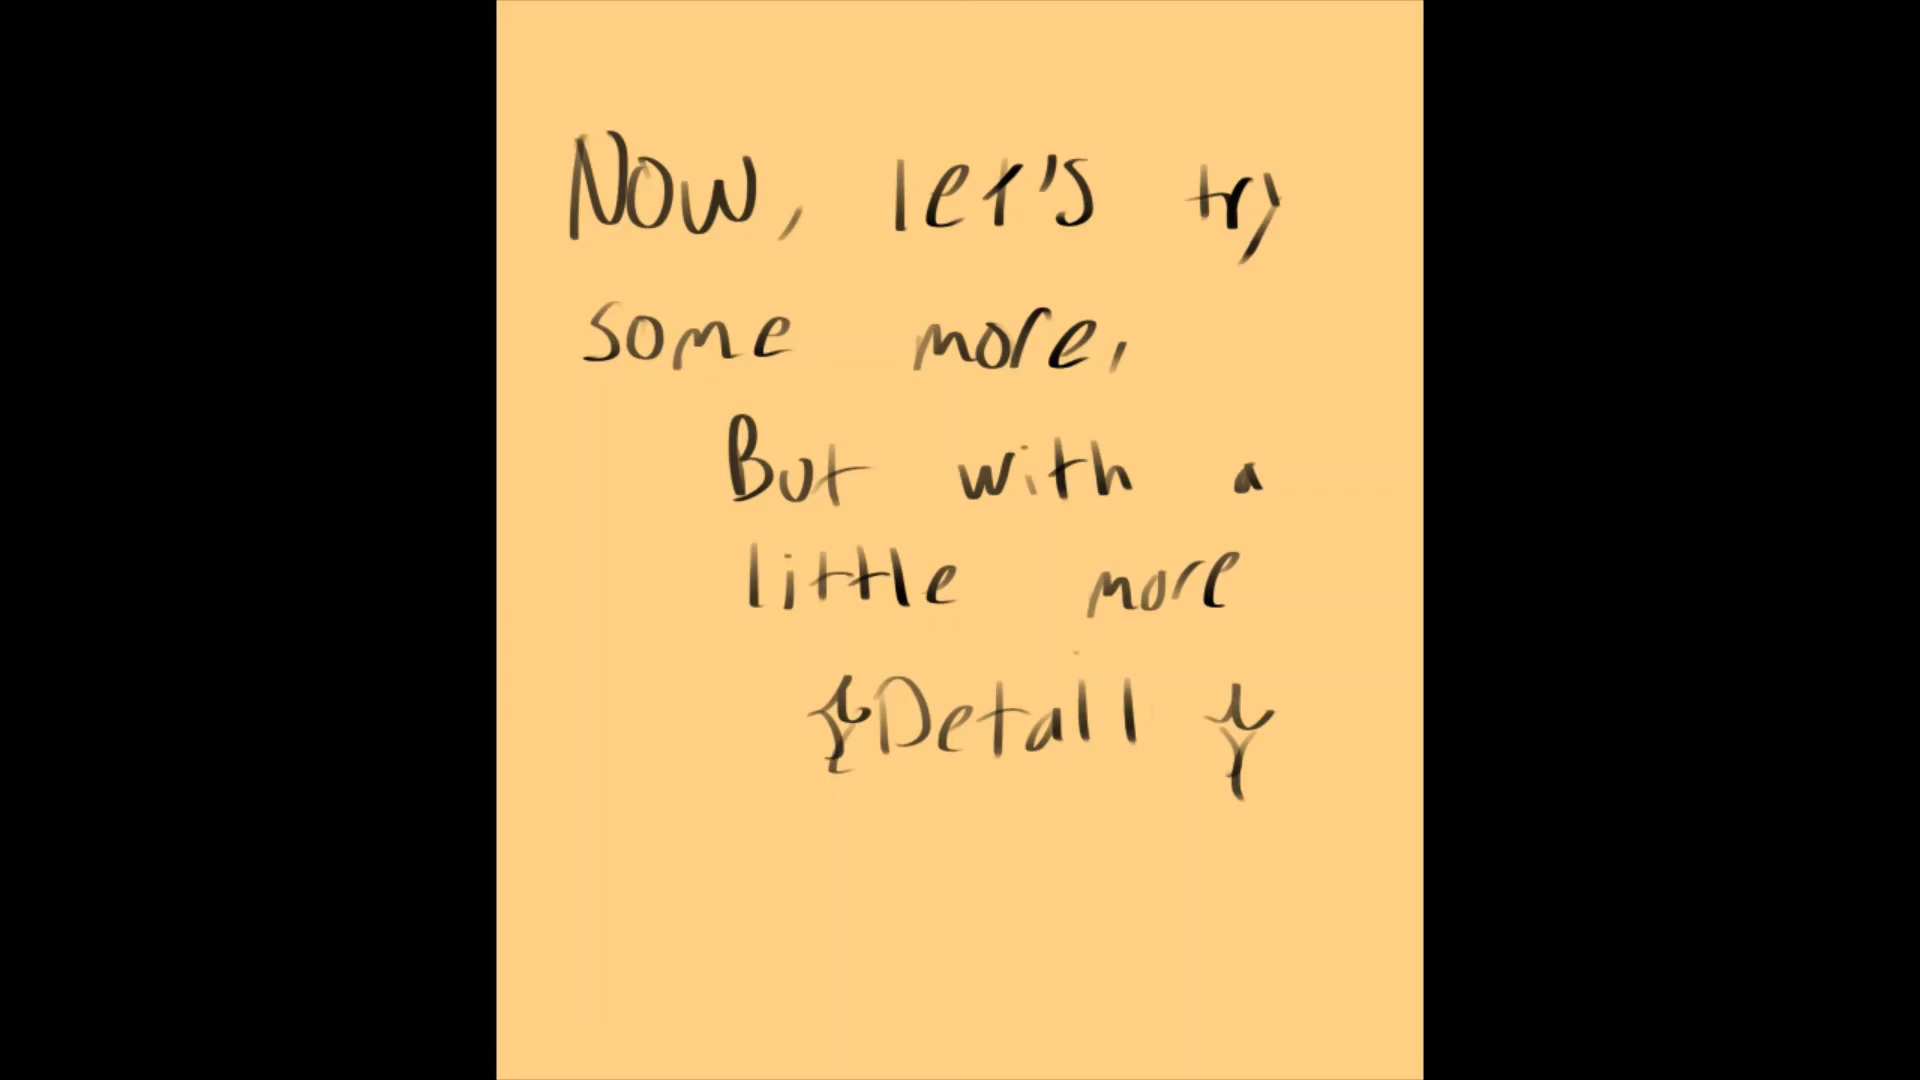 Now, let's try
some more,
But with a
little more
Detail